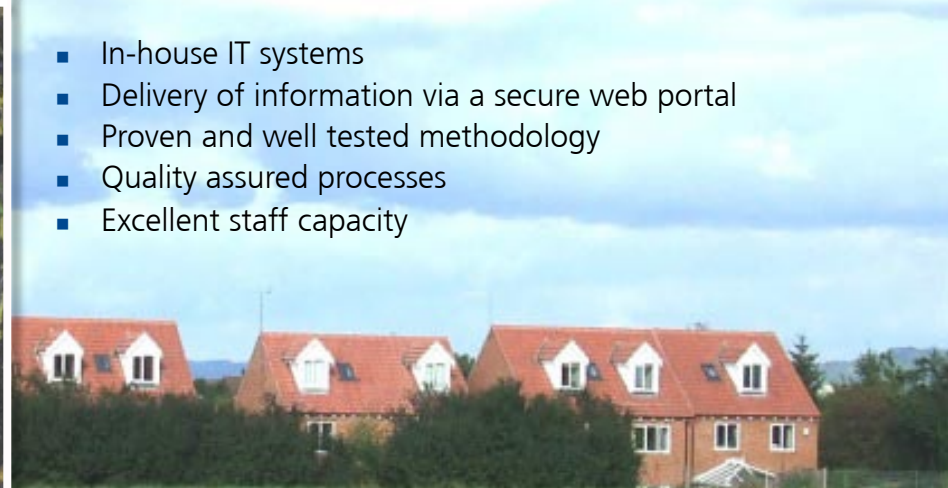 ▪ In-house IT systems
▪ Delivery of information via a secure web portal
▪ Proven and well tested methodology
▪ Quality assured processes
▪ Excellent staff capacity